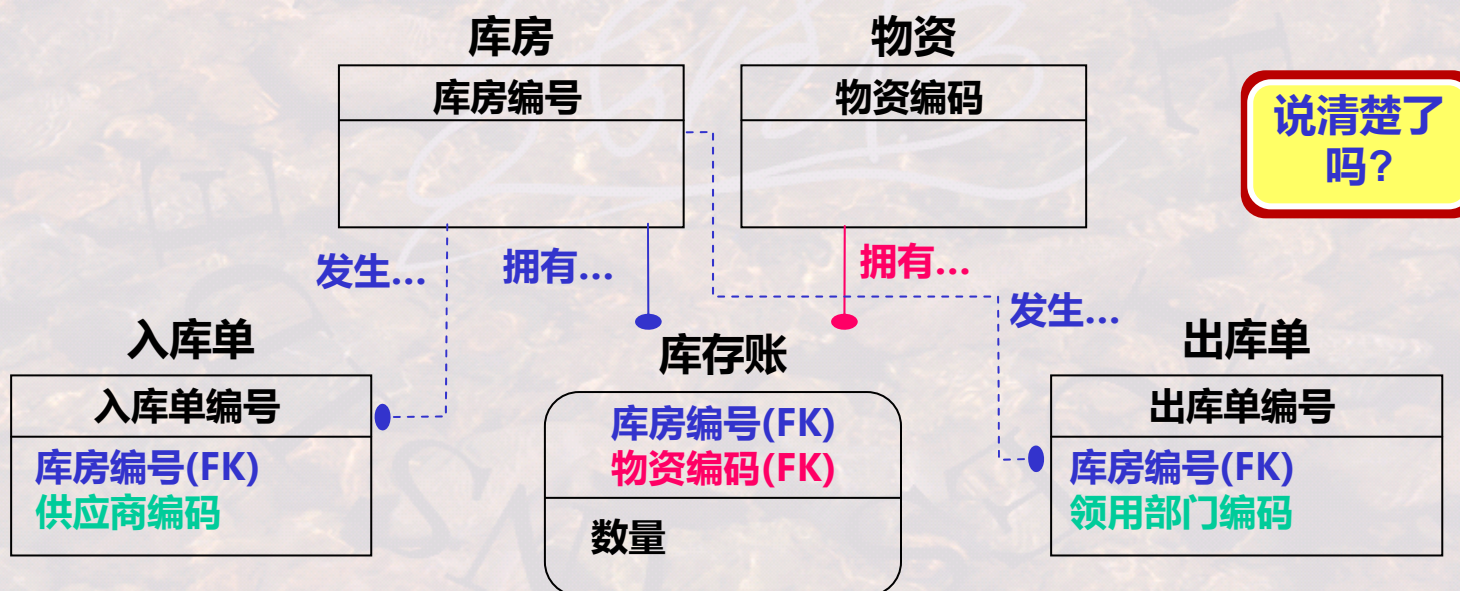 库房
物资
库房编号
物资编码
说清楚了
吗?
发生...
拥有...
拥有...
发生...
入库单
库存账
出库单
入库单编号
库房编号(FK)
供应商编码
库房编号(FK)
物资编码(FK)
数量
出库单编号
库房编号(FK)
领用部门编码